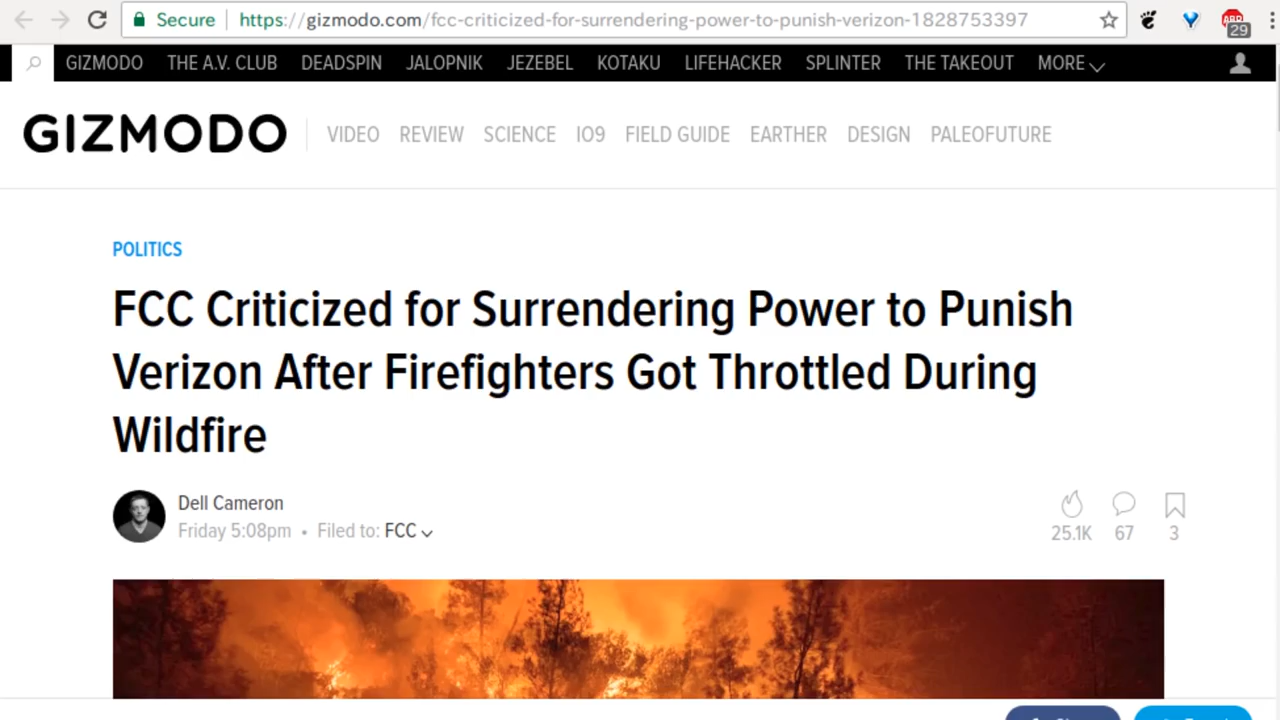 Secure https://gizmodo.com/fcc-criticized-for-surrendering-power-to-punish-verizon-1828753397
ABP
29
GIZMODO THE A.V. CLUB DEADSPIN JALOPNIK JEZEBEL KOTAKU LIFEHACKER SPLINTER THE TAKEOUT MORE
GIZMODO VIDEO REVIEW SCIENCE IO9 FIELD GUIDE EARTHER DESIGN PALEOFUTURE
POLITICS
FCC Criticized for Surrendering Power to Punish
Verizon After Firefighters Got Throttled During
Wildfire
Dell Cameron
Friday 5:08pm • Filed to: FCC
25.1K 67 3